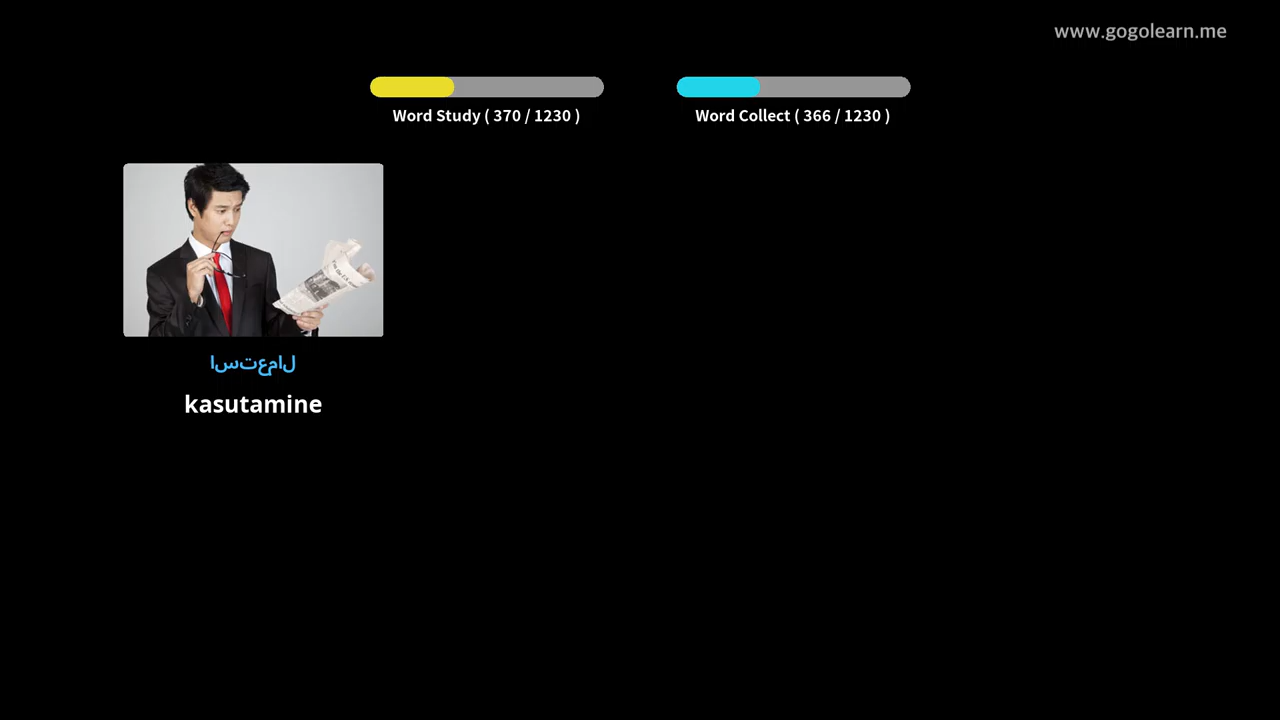 www.gogolearn.me
Word Study ( 370 / 1230 )
Word Collect ( 366 / 1230 )
استعمال
kasutamine